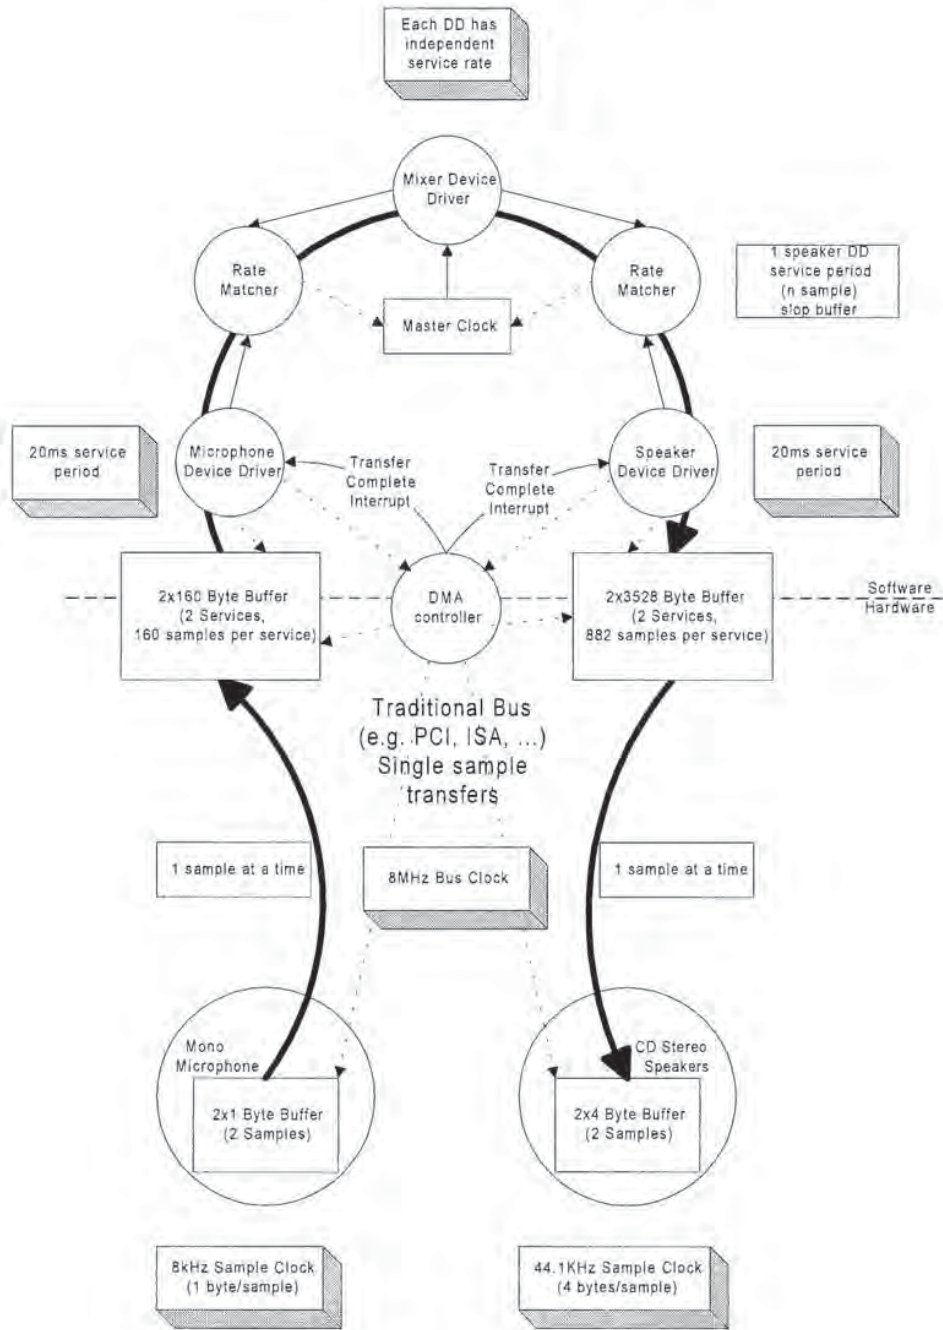 Each DD has
independent
service rate
Mixer Device
Driver
Rate
Matcher
Rate
Matcher
1 speaker DD
service period
(n sample)
slop buffer
Master Clock
20ms service
period
Microphone
Device Driver
Transfer
Complete
Interrupt
Transfer
Complete
Interrupt
Speaker
Device Driver
20ms service
period
2x160 Byte Buffer
(2 Services,
160 samples per service)
DMA
controller
2x3528 Byte Buffer
(2 Services,
882 samples per service)
Software
Hardware
Traditional Bus
(e.g. PCI, ISA, ...)
Single sample
transfers
1 sample at a time
8MHz Bus Clock
1 sample at a time
Mono
Microphone
2x1 Byte Buffer
(2 Samples)
CD Stereo
Speakers
2x4 Byte Buffer
(2 Samples)
8kHz Sample Clock
(1 byte/sample)
44.1KHz Sample Clock
(4 bytes/sample)